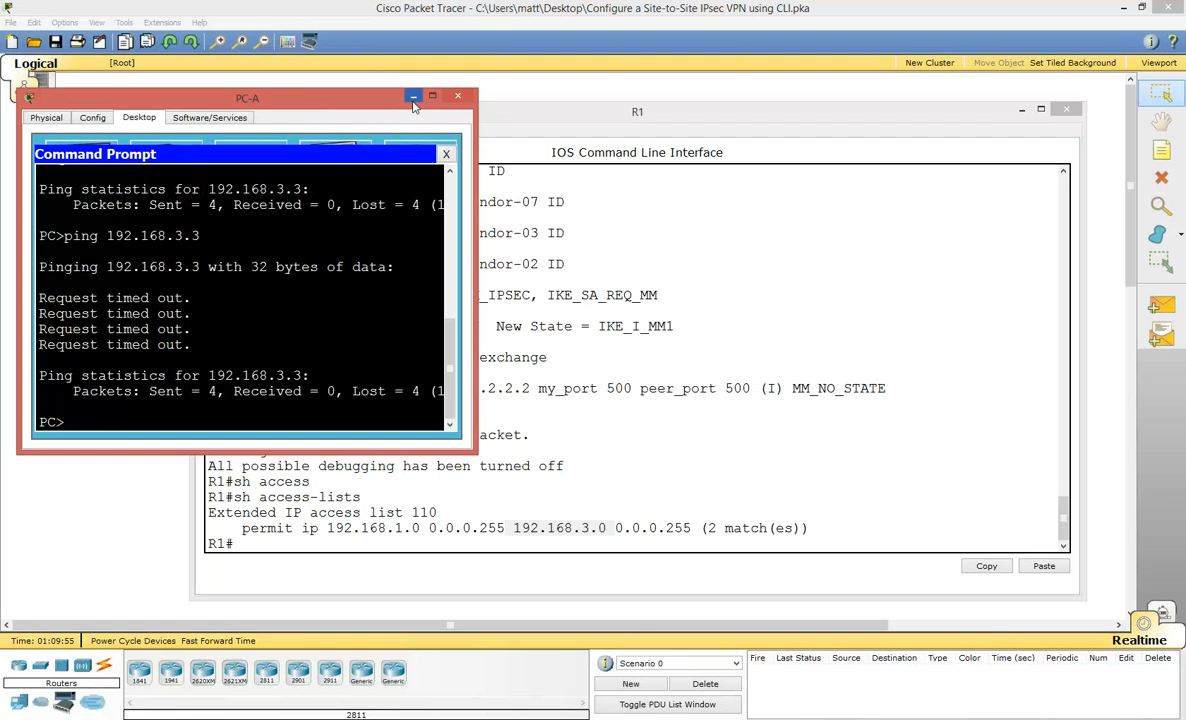 Cisco Packet Tracer - C:\Users\matt\Desktop\Configure a Site-to-Site IPsec VPN using CLI.pka
File Edit Options View Tools Extensions Help
Logical [Root] New Cluster Move Object Set Tiled Background Viewport
PC-A
Physical Config Desktop Software/Services
Command Prompt X
Ping statistics for 192.168.3.3:
Packets: Sent = 4, Received = 0, Lost = 4 (1
PC>ping 192.168.3.3
Pinging 192.168.3.3 with 32 bytes of data:
Request timed out.
Request timed out.
Request timed out.
Request timed out.
Ping statistics for 192.168.3.3:
Packets: Sent = 4, Received = 0, Lost = 4 (1
PC>
R1
IOS Command Line Interface
ID
ndor-07 ID
ndor-03 ID
ndor-02 ID
_IPSEC, IKE_SA_REQ_MM
New State = IKE_I_MM1
exchange
.2.2.2 my_port 500 peer_port 500 (I) MM_NO_STATE
acket.
All possible debugging has been turned off
R1#sh access
R1#sh access-lists
Extended IP access list 110
permit ip 192.168.1.0 0.0.0.255 192.168.3.0 0.0.0.255 (2 match(es))
R1#
Copy Paste
Time: 01:09:55 Power Cycle Devices Fast Forward Time
Realtime
Routers
1841 1941 2620XM 2621XM 2811 2901 2911 Generic Generic
2811
Scenario 0
New Delete
Toggle PDU List Window
Fire Last Status Source Destination Type Color Time (sec) Periodic Num Edit Delete